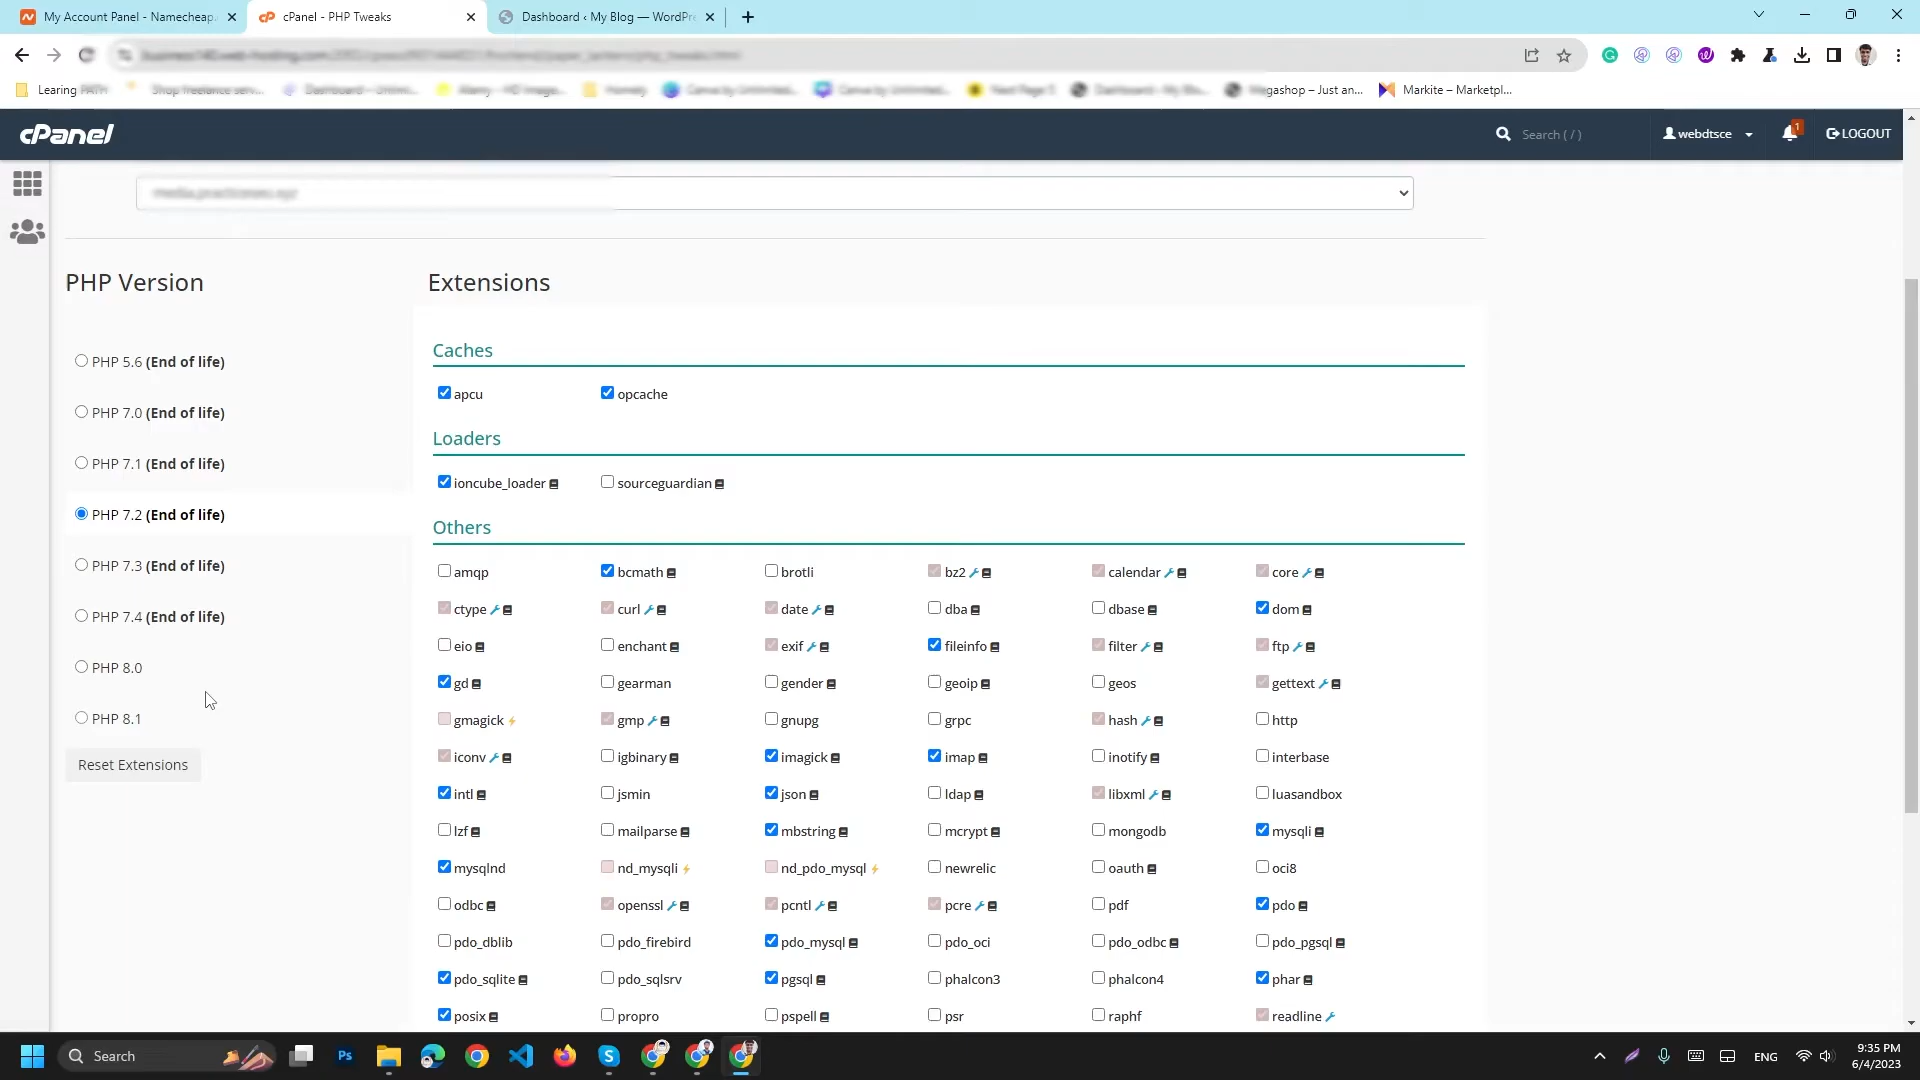 My Account Panel - Namecheap
cPanel - PHP Tweaks
Dashboard ‹ My Blog — WordPre
Learing PATH
Magashop – Just an...
Markite – Marketpl...
cPanel
Search ( / )
webdtsce
1
LOGOUT
PHP Version
Extensions
Caches
PHP 5.6 (End of life)
apcu opcache
PHP 7.0 (End of life)
Loaders
PHP 7.1 (End of life)
ioncube_loader sourceguardian
PHP 7.2 (End of life)
Others
PHP 7.3 (End of life)
amqp bcmath brotli bz2 calendar core
PHP 7.4 (End of life)
ctype curl date dba dbase dom
eio enchant exif fileinfo filter ftp
PHP 8.0
gd gearman gender geoip geos gettext
PHP 8.1
gmagick gmp gnupg grpc hash http
Reset Extensions
iconv igbinary imagick imap inotify interbase
intl jsmin json ldap libxml luasandbox
lzf mailparse mbstring mcrypt mongodb mysqli
mysqlnd nd_mysqli nd_pdo_mysql newrelic oauth oci8
odbc openssl pcntl pcre pdf pdo
pdo_dblib pdo_firebird pdo_mysql pdo_oci pdo_odbc pdo_pgsql
pdo_sqlite pdo_sqlsrv pgsql phalcon3 phalcon4 phar
posix propro pspell psr raphf readline
Search
Ps
ENG
9:35 PM
6/4/2023